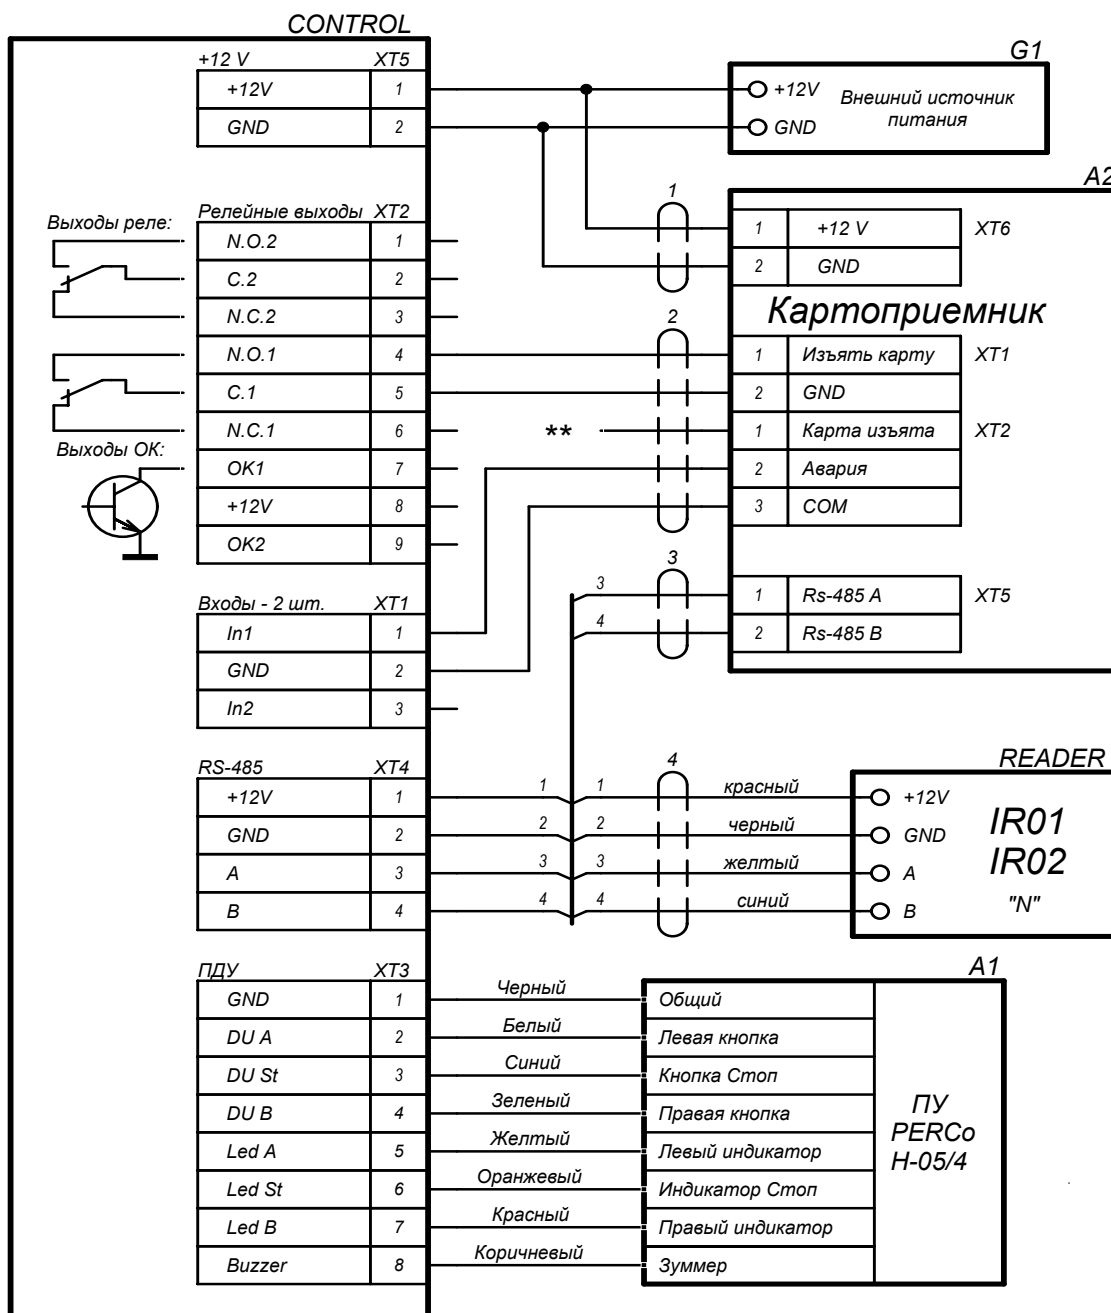 CONTROL
+12 V XT5
+12V 1
GND 2
G1
+12V Внешний источник
GND питания
A2
1
1 +12 V XT6
2 GND
Картоприемник
Выходы реле: Релейные выходы XT2
N.O.2 1
C.2 2
N.C.2 3
N.O.1 4
C.1 5
N.C.1 6
Выходы ОК:
OK1 7
+12V 8
OK2 9
2
1 Изъять карту XT1
2 GND
** 1 Карта изъята XT2
2 Авария
3 COM
3
3 1 Rs-485 A XT5
4 2 Rs-485 B
Входы - 2 шт. XT1
In1 1
GND 2
In2 3
RS-485 XT4
+12V 1
GND 2
A 3
B 4
4
READER
1 1 красный +12V
2 2 черный GND
3 3 желтый A
4 4 синий B
IR01
IR02
"N"
ПДУ XT3
A1
GND 1 Черный Общий
DU A 2 Белый Левая кнопка
DU St 3 Синий Кнопка Стоп
DU B 4 Зеленый Правая кнопка
Led A 5 Желтый Левый индикатор
Led St 6 Оранжевый Индикатор Стоп
Led B 7 Красный Правый индикатор
Buzzer 8 Коричневый Зуммер
ПУ
PERCo
H-05/4